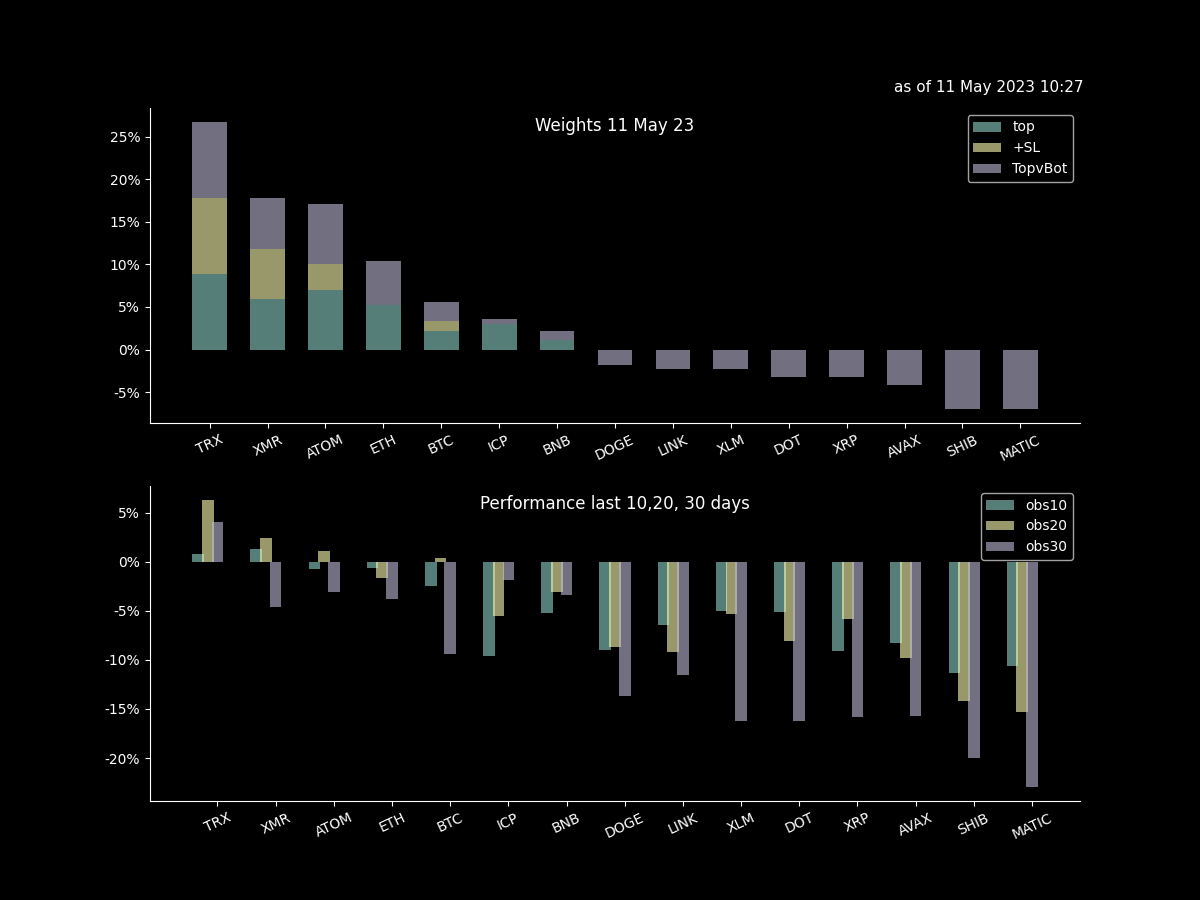 as of 11 May 2023 10:27
Weights 11 May 23
top
+SL
TopvBot
25%
20%
15%
10%
5%
0%
-5%
TRX XMR ATOM ETH BTC ICP BNB DOGE LINK XLM DOT XRP AVAX SHIB MATIC
Performance last 10,20, 30 days
obs10
obs20
obs30
5%
0%
-5%
-10%
-15%
-20%
TRX XMR ATOM ETH BTC ICP BNB DOGE LINK XLM DOT XRP AVAX SHIB MATIC